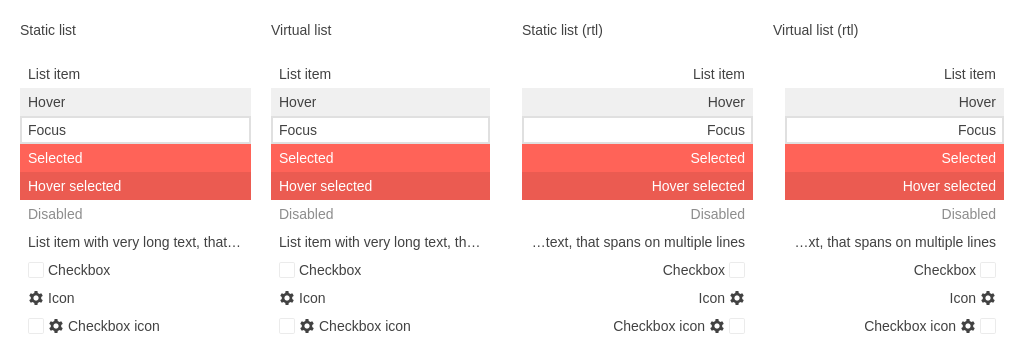 Static list
List item
Hover
Focus
Selected
Hover selected
Disabled
List item with very long text, that…
Checkbox
Icon
Checkbox icon
Virtual list
List item
Hover
Focus
Selected
Hover selected
Disabled
List item with very long text, th…
Checkbox
Icon
Checkbox icon
Static list (rtl)
List item
Hover
Focus
Selected
Hover selected
Disabled
…text, that spans on multiple lines
Checkbox
Icon
Checkbox icon
Virtual list (rtl)
List item
Hover
Focus
Selected
Hover selected
Disabled
…xt, that spans on multiple lines
Checkbox
Icon
Checkbox icon